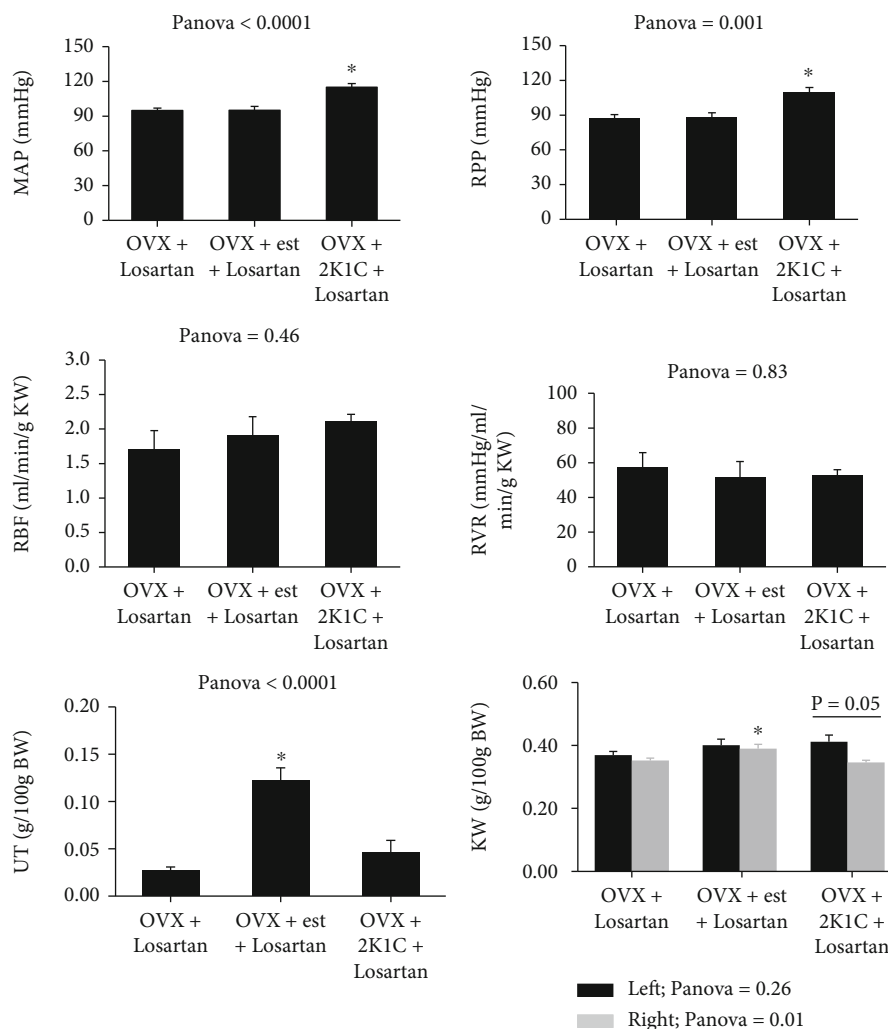 Panova < 0.0001
MAP (mmHg)
150
120
90
60
30
0
*
OVX +
Losartan
OVX + est
+ Losartan
OVX +
2K1C +
Losartan
Panova = 0.001
RPP (mmHg)
150
120
90
60
30
0
*
OVX +
Losartan
OVX + est
+ Losartan
OVX +
2K1C +
Losartan
Panova = 0.46
RBF (ml/min/g KW)
3.0
2.5
2.0
1.5
1.0
0.5
0.0
OVX +
Losartan
OVX + est
+ Losartan
OVX +
2K1C +
Losartan
Panova = 0.83
RVR (mmHg/ml/
min/g KW)
100
80
60
40
20
0
OVX +
Losartan
OVX + est
+ Losartan
OVX +
2K1C +
Losartan
Panova < 0.0001
UT (g/100g BW)
0.20
0.15
0.10
0.05
0.00
*
OVX +
Losartan
OVX + est
+ Losartan
OVX +
2K1C +
Losartan
KW (g/100g BW)
0.60
0.40
0.20
0.00
*
P = 0.05
OVX +
Losartan
OVX + est
+ Losartan
OVX +
2K1C +
Losartan
Left; Panova = 0.26
Right; Panova = 0.01